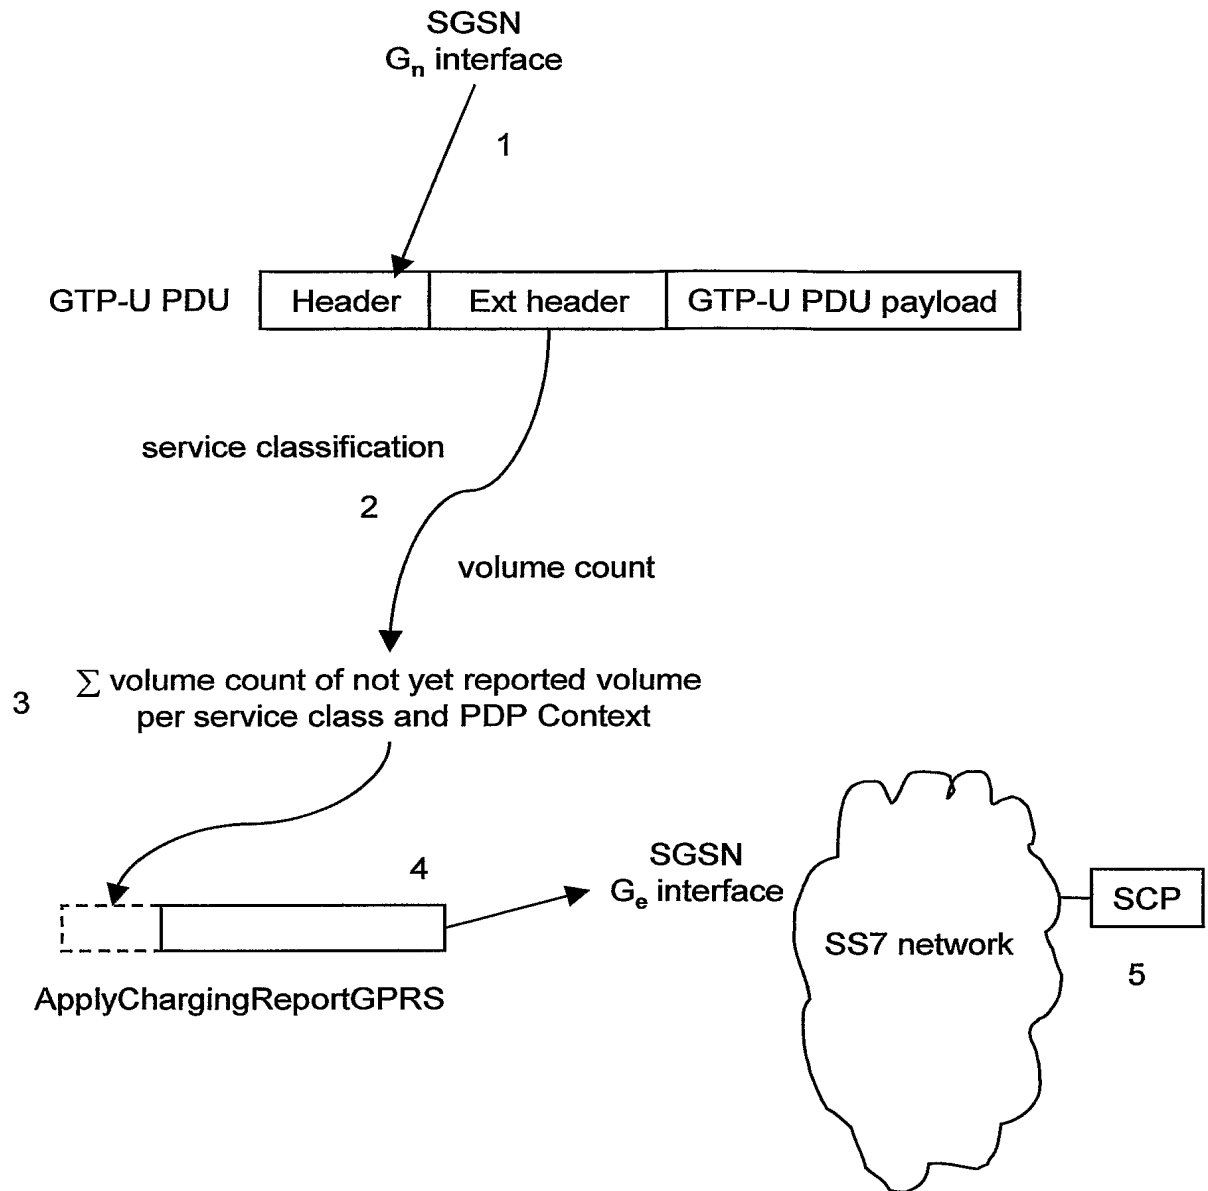 SGSN
Gn interface
1
GTP-U PDU
Header
Ext header
GTP-U PDU payload
service classification
2
volume count
3
∑ volume count of not yet reported volume
per service class and PDP Context
4
SGSN
Ge interface
SS7 network
SCP
5
ApplyChargingReportGPRS